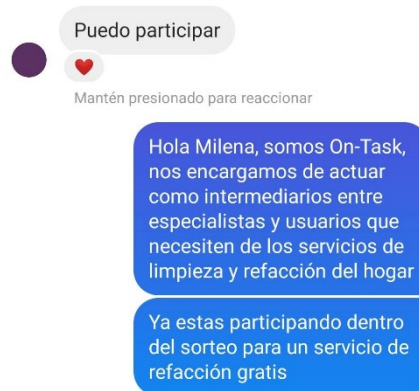 Puedo participar
Mantén presionado para reaccionar
Hola Milena, somos On-Task,
nos encargamos de actuar
como intermediarios entre
especialistas y usuarios que
necesiten de los servicios de
limpieza y refacción del hogar
Ya estas participando dentro
del sorteo para un servicio de
refacción gratis